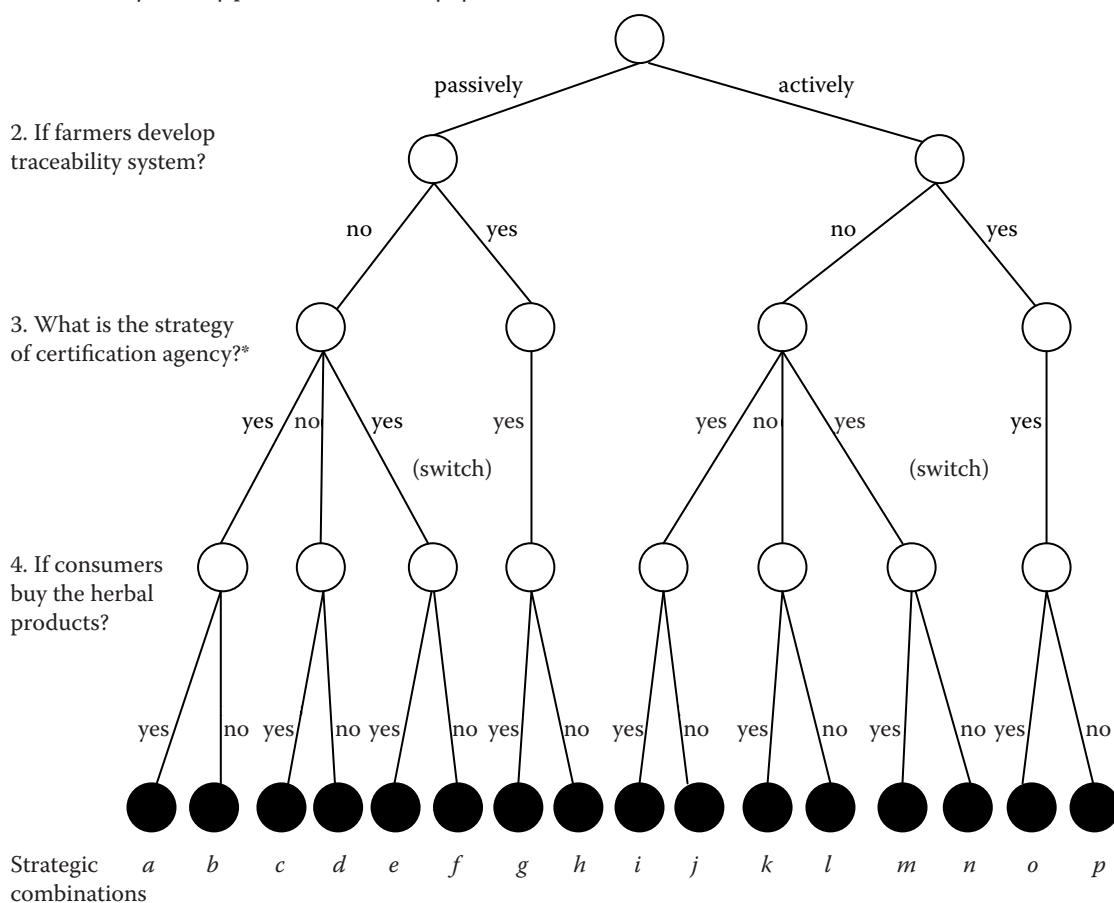 passively actively
2. If farmers develop
traceability system?
no yes no yes
3. What is the strategy
of certification agency?*
yes no yes yes yes no yes yes
(switch) (switch)
4. If consumers
buy the herbal
products?
yes no yes no yes no yes no yes no yes no yes no yes no
Strategic a b c d e f g h i j k l m n o p
combinations